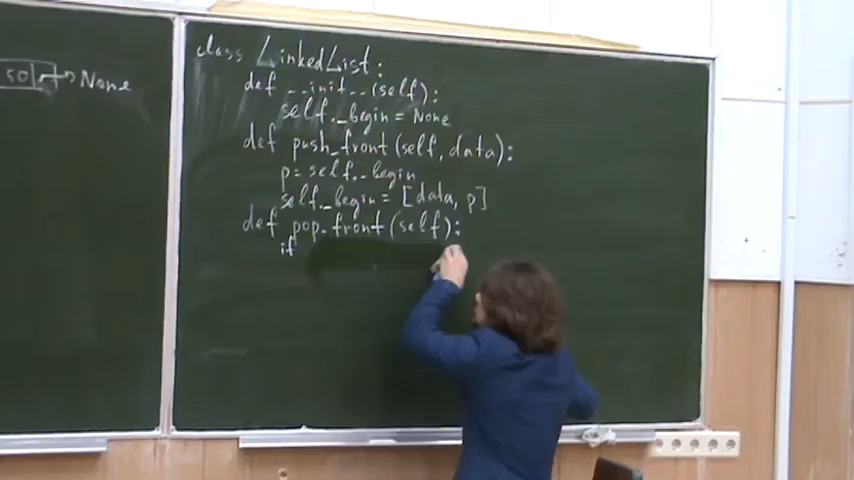 50 → None
class LinkedList:
def __init__(self):
self._begin = None
def push_front(self, data):
p = self._begin
self._begin = [data, p]
def pop_front(self):
if